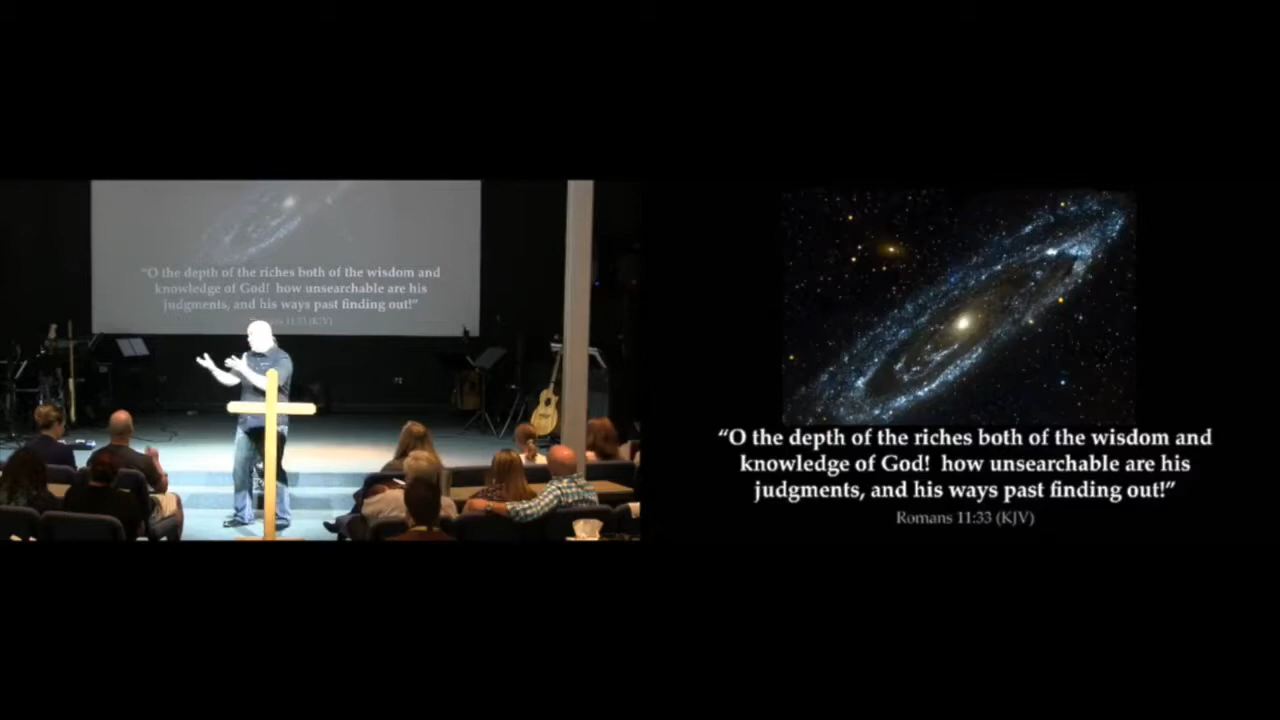 “O the depth of the riches both of the wisdom and
knowledge of God!  how unsearchable are his
judgments, and his ways past finding out!”
Romans 11:33 (KJV)
“O the depth of the riches both of the wisdom and
knowledge of God!  how unsearchable are his
judgments, and his ways past finding out!”
Romans 11:33 (KJV)